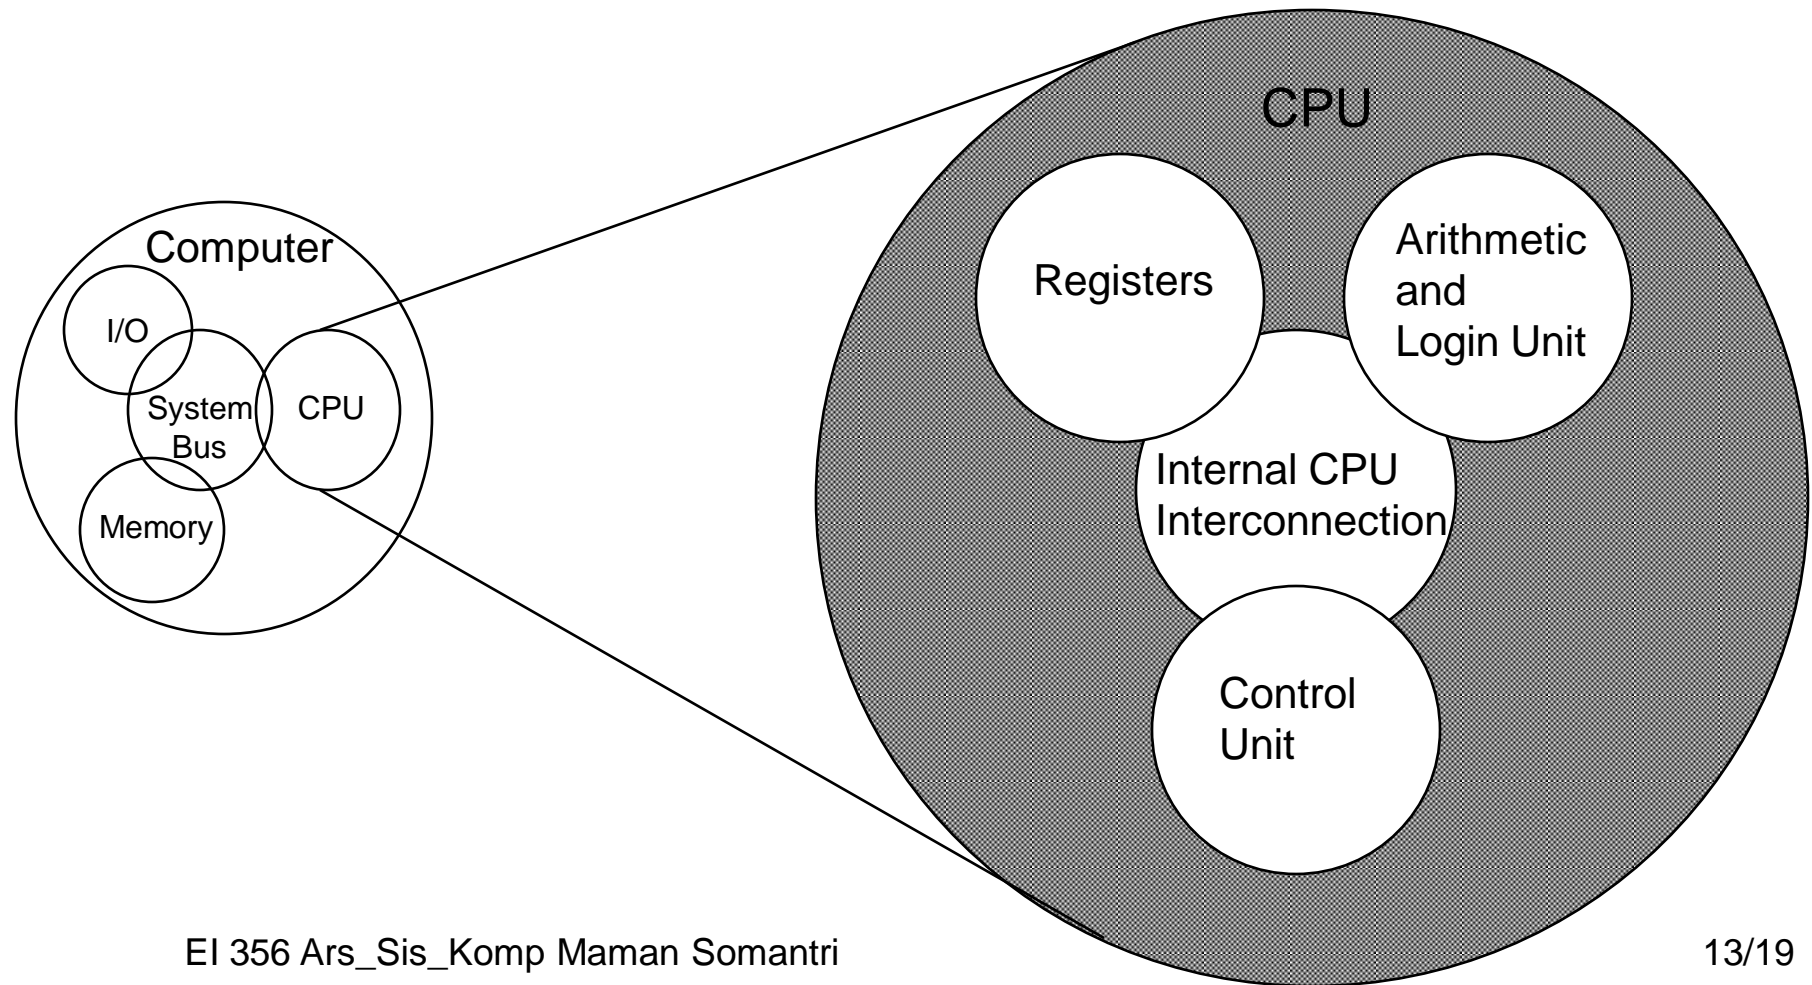 CPU
Computer
I/O
System
Bus
CPU
Memory
Registers
Arithmetic
and
Login Unit
Internal CPU
Interconnection
Control
Unit
EI 356 Ars_Sis_Komp Maman Somantri
13/19